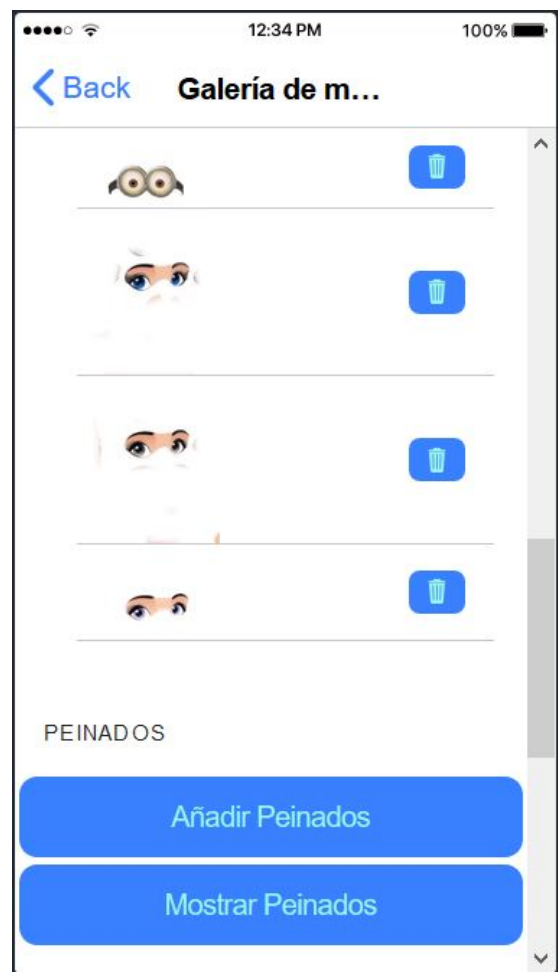 12:34 PM
100%
Back
Galería de m...
PEINADOS
Añadir Peinados
Mostrar Peinados